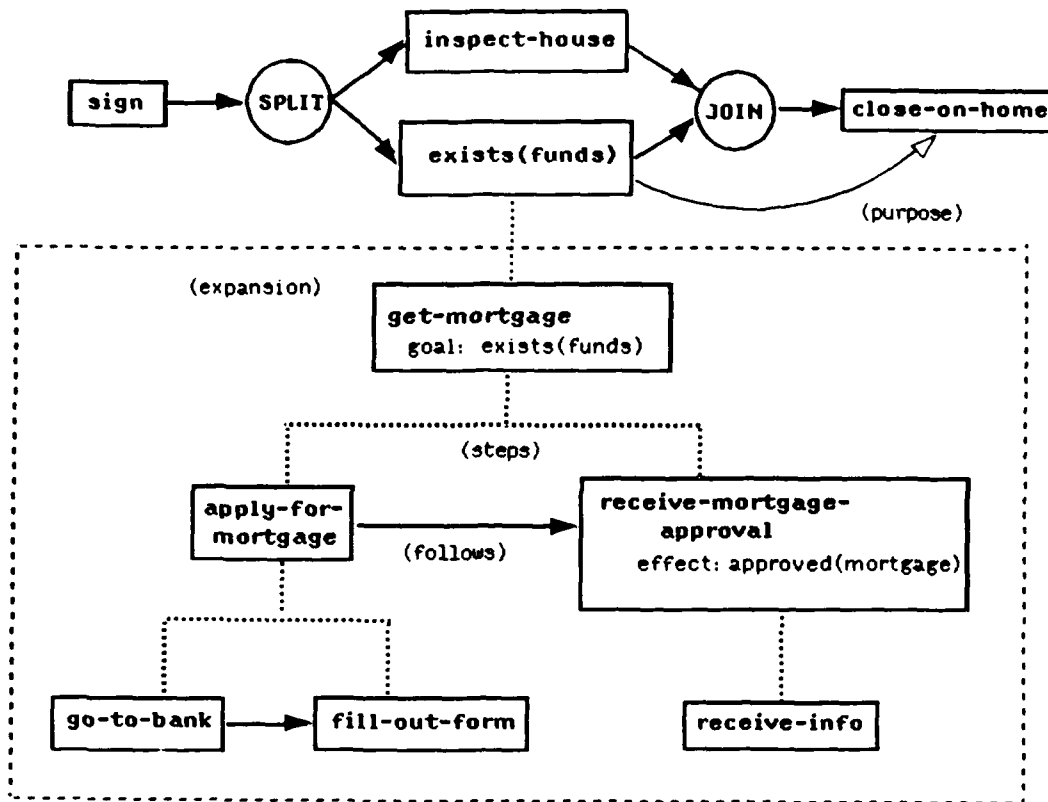 inspect-house
sign
SPLIT
JOIN
close-on-home
exists(funds)
(purpose)
(expansion)
get-mortgage
goal: exists(funds)
(steps)
apply-for-
mortgage
(follows)
receive-mortgage-
approval
effect: approved(mortgage)
go-to-bank
fill-out-form
receive-info